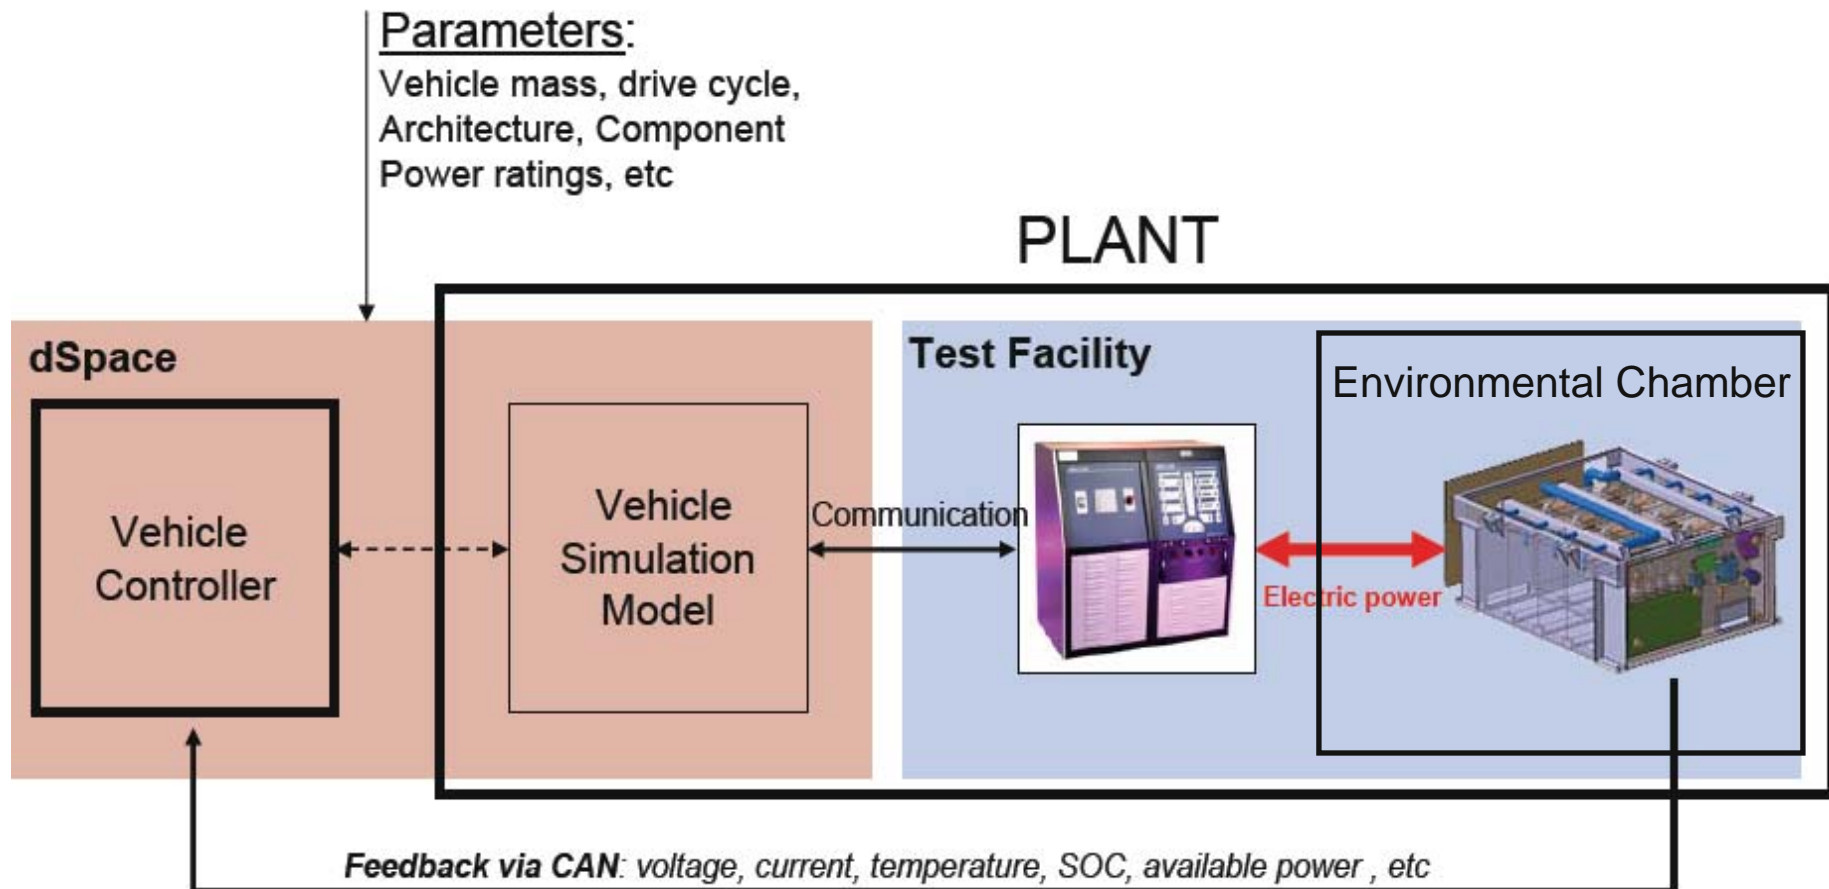 Parameters:
Vehicle mass, drive cycle,
Architecture, Component
Power ratings, etc
PLANT
dSpace
Test Facility
Environmental Chamber
Vehicle
Controller
Vehicle
Simulation
Model
Communication
Electric power
Feedback via CAN: voltage, current, temperature, SOC, available power , etc